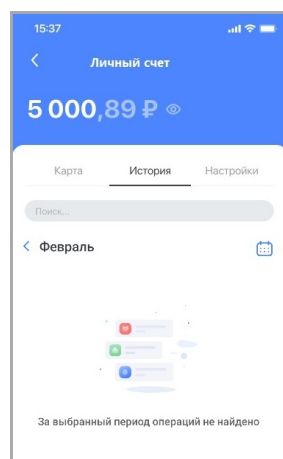 15:37
Личный счет
5 000,89 ₽
Карта История Настройки
Поиск...
Февраль
За выбранный период операций не найдено